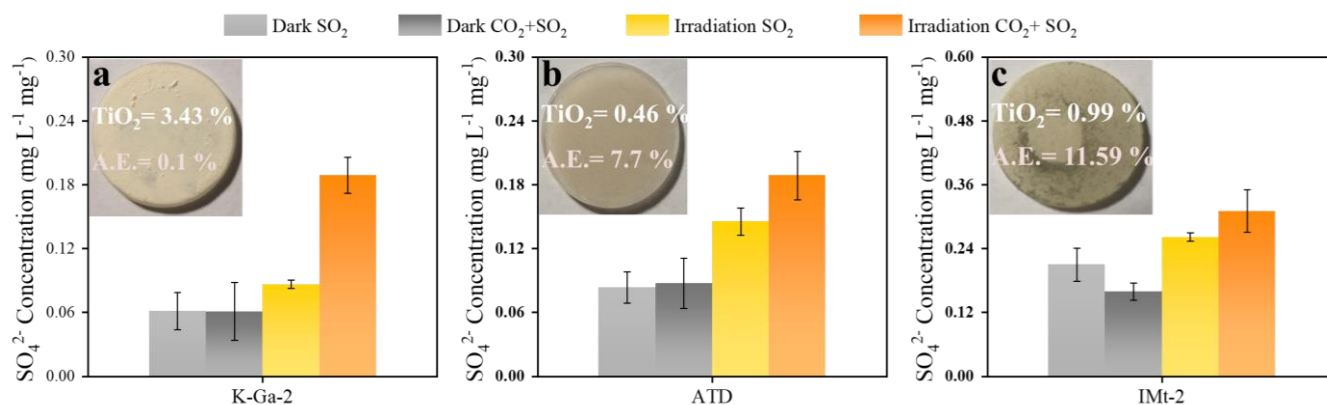 Dark SO₂ Dark CO₂+SO₂ Irradiation SO₂ Irradiation CO₂+ SO₂
a
TiO₂= 3.43 %
A.E.= 0.1 %
SO₄²⁻ Concentration (mg L⁻¹ mg⁻¹)
0.30
0.24
0.18
0.12
0.06
0.00
K-Ga-2
b
TiO₂= 0.46 %
A.E.= 7.7 %
SO₄²⁻ Concentration (mg L⁻¹ mg⁻¹)
0.30
0.24
0.18
0.12
0.06
0.00
ATD
c
TiO₂= 0.99 %
A.E.= 11.59 %
SO₄²⁻ Concentration (mg L⁻¹ mg⁻¹)
0.60
0.48
0.36
0.24
0.12
0.00
IMt-2